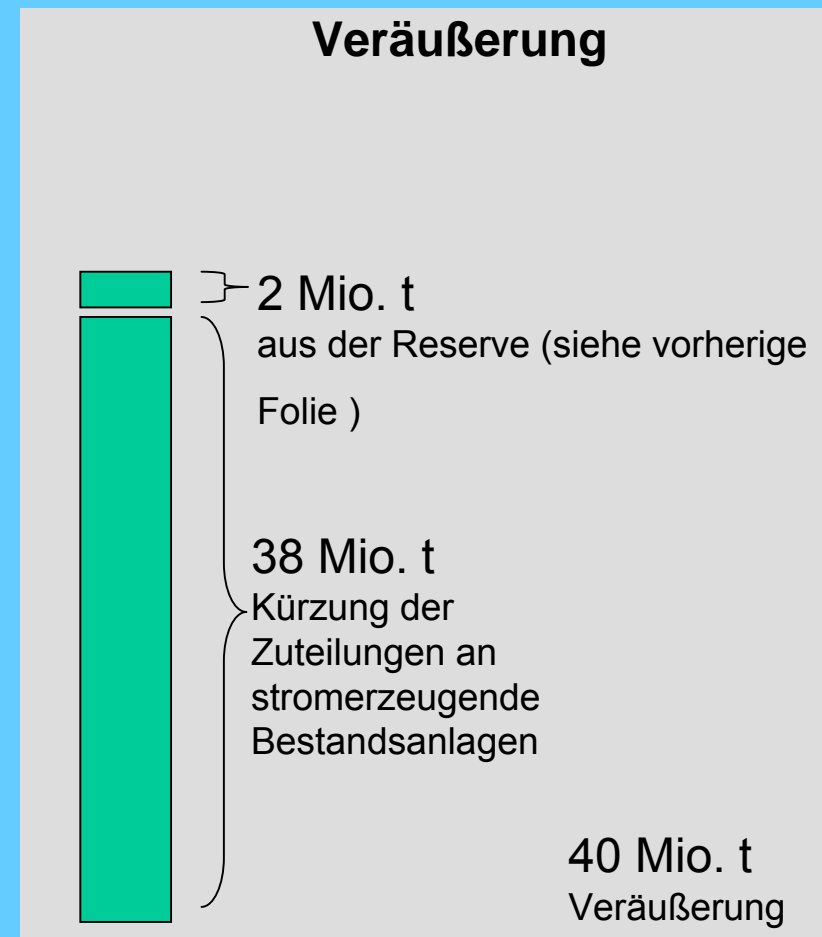 Veräußerung
2 Mio. t
aus der Reserve (siehe vorherige
Folie )
38 Mio. t
Kürzung der
Zuteilungen an
stromerzeugende
Bestandsanlagen
40 Mio. t
Veräußerung